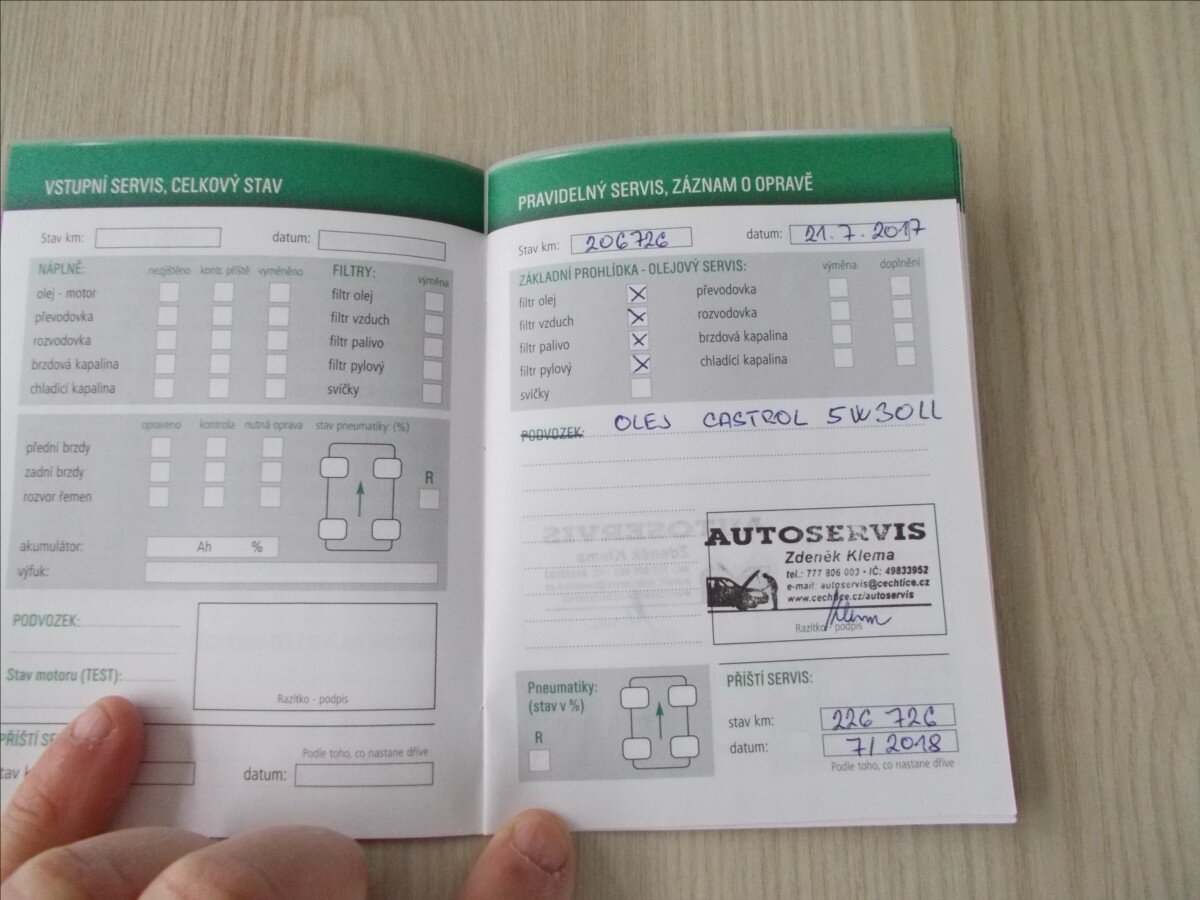 VSTUPNÍ SERVIS, CELKOVÝ STAV
Stav km: datum:
NÁPLNĚ: nezjištěno kontr. příště vyměněno FILTRY: výměna
olej - motor filtr olej
převodovka filtr vzduch
rozvodovka filtr palivo
brzdová kapalina filtr pylový
chladící kapalina svíčky
opraveno kontrola nutná oprava stav pneumatiky: (%)
přední brzdy
zadní brzdy
rozvor řemen
R
akumulátor: Ah %
výfuk:
PODVOZEK:
Stav motoru (TEST):
Razítko - podpis
PŘÍŠTÍ
Podle toho, co nastane dříve
datum:
PRAVIDELNÝ SERVIS, ZÁZNAM O OPRAVĚ
Stav km: 206726 datum: 21.7.2017
ZÁKLADNÍ PROHLÍDKA - OLEJOVÝ SERVIS: výměna doplnění
filtr olej X převodovka
filtr vzduch X rozvodovka
filtr palivo X brzdová kapalina
filtr pylový X chladící kapalina
svíčky
PODVOZEK: OLEJ CASTROL 5W30LL
AUTOSERVIS
Zdeněk Klema
tel.: 777 806 003 • IČ: 49833952
e-mail: autoservis@cechtice.cz
www.cechtice.cz/autoservis
Razítko - podpis
Pneumatiky:
(stav v %)
R
PŘÍŠTÍ SERVIS:
stav km: 226 726
datum: 7/2018
Podle toho, co nastane dříve